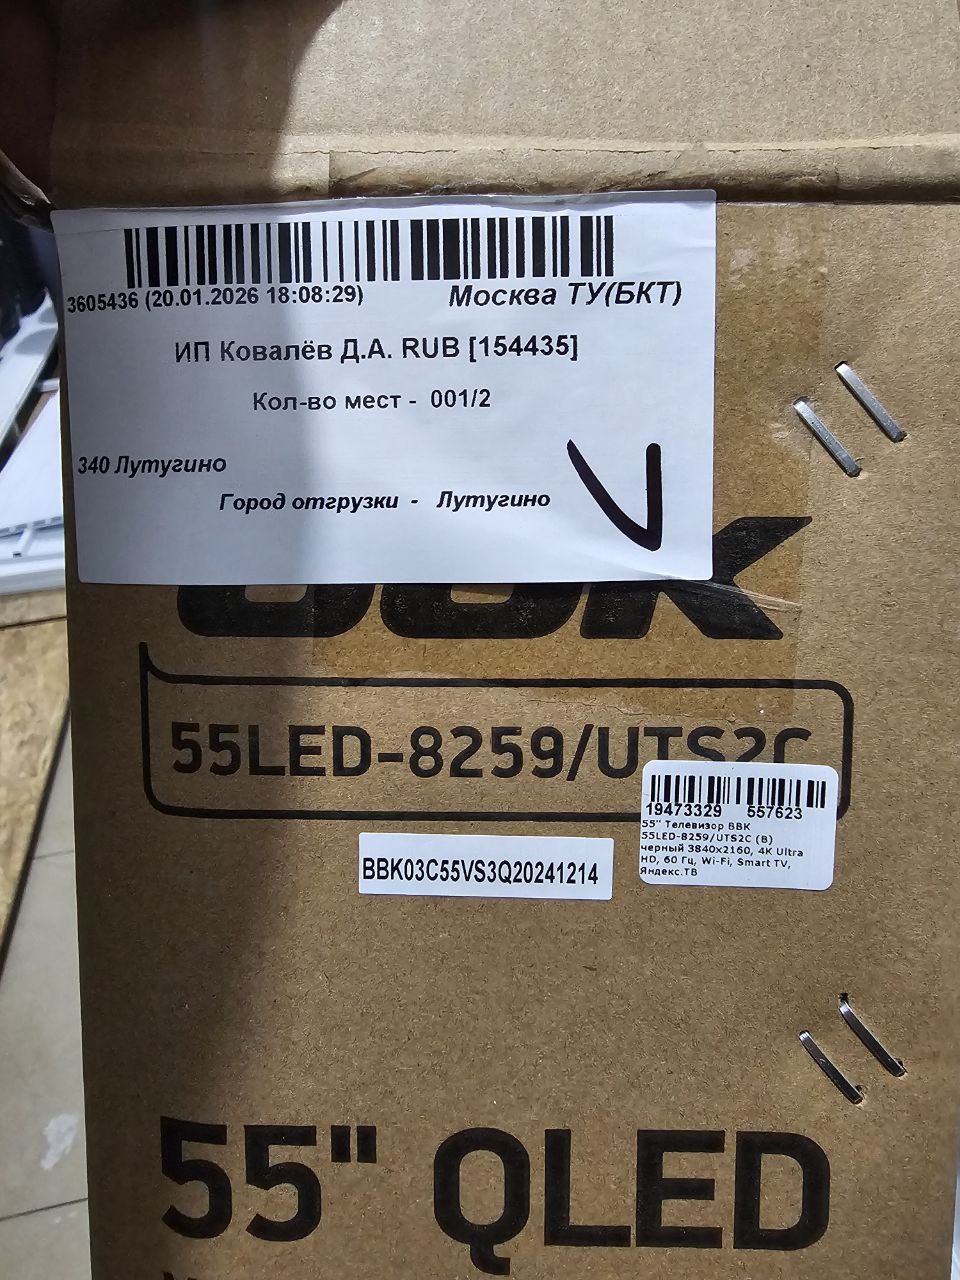 3605436 (20.01.2026 18:08:29) Москва ТУ(БКТ)
ИП Ковалёв Д.А. RUB [154435]
Кол-во мест - 001/2
340 Лутугино
Город отгрузки - Лутугино
55LED-8259/UTS2C
19473329 557623
55" Телевизор BBK
55LED-8259/UTS2C (B)
черный 3840x2160, 4K Ultra
HD, 60 Гц, Wi-Fi, Smart TV,
Яндекс.ТВ
BBK03C55VS3Q20241214
55" QLED